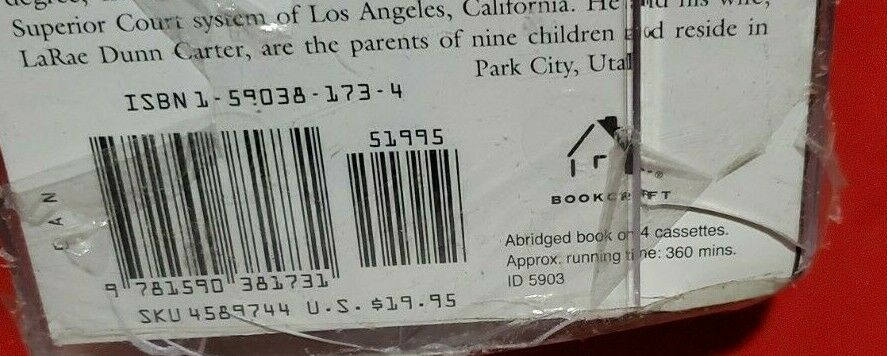 Superior Court system of Los Angeles, California. He and his wife,
LaRae Dunn Carter, are the parents of nine children and reside in
Park City, Utah
ISBN 1-59038-173-4
51995
EAN
BOOKCRAFT
®
Abridged book on 4 cassettes.
Approx. running time: 360 mins.
ID 5903
9 781590 381731
SKU 4589744 U.S. $19.95